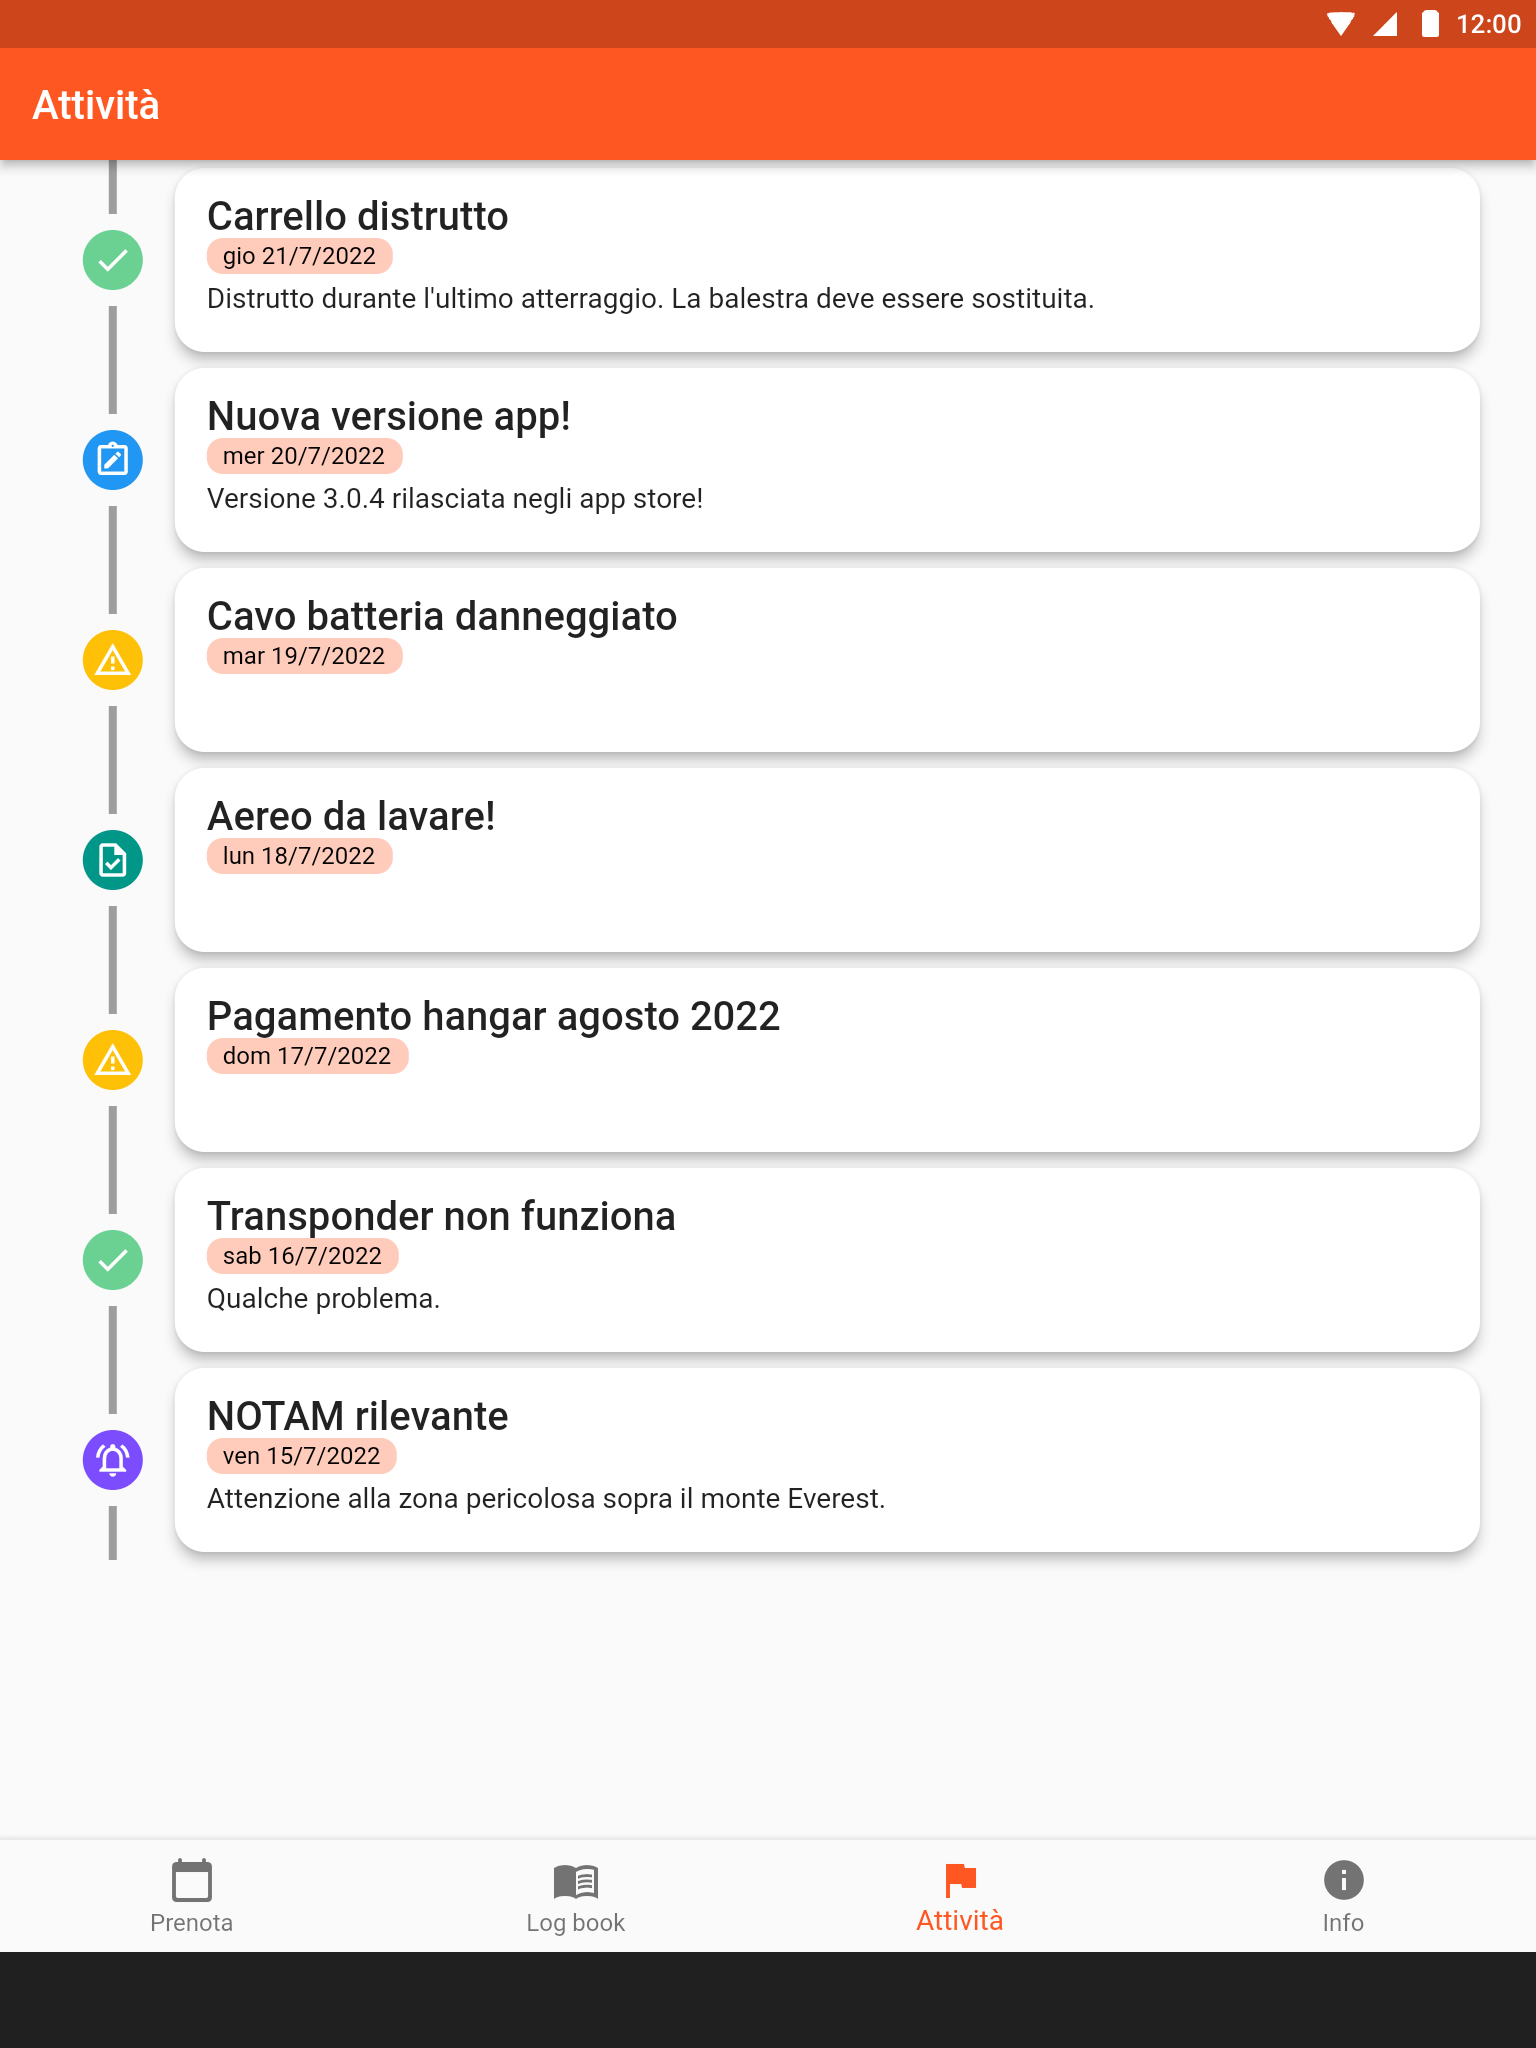 12:00
Attività
Carrello distrutto
gio 21/7/2022
Distrutto durante l'ultimo atterraggio. La balestra deve essere sostituita.
Nuova versione app!
mer 20/7/2022
Versione 3.0.4 rilasciata negli app store!
Cavo batteria danneggiato
mar 19/7/2022
Aereo da lavare!
lun 18/7/2022
Pagamento hangar agosto 2022
dom 17/7/2022
Transponder non funziona
sab 16/7/2022
Qualche problema.
NOTAM rilevante
ven 15/7/2022
Attenzione alla zona pericolosa sopra il monte Everest.
Prenota
Log book
Attività
Info